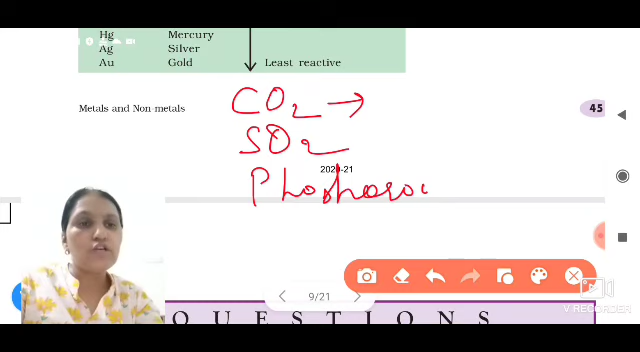 Hg Mercury
Ag Silver
Au Gold Least reactive
Metals and Non-metals 45
CO2 →
SO2
2020-21
9/21
V RECORDER
QUESTIONS